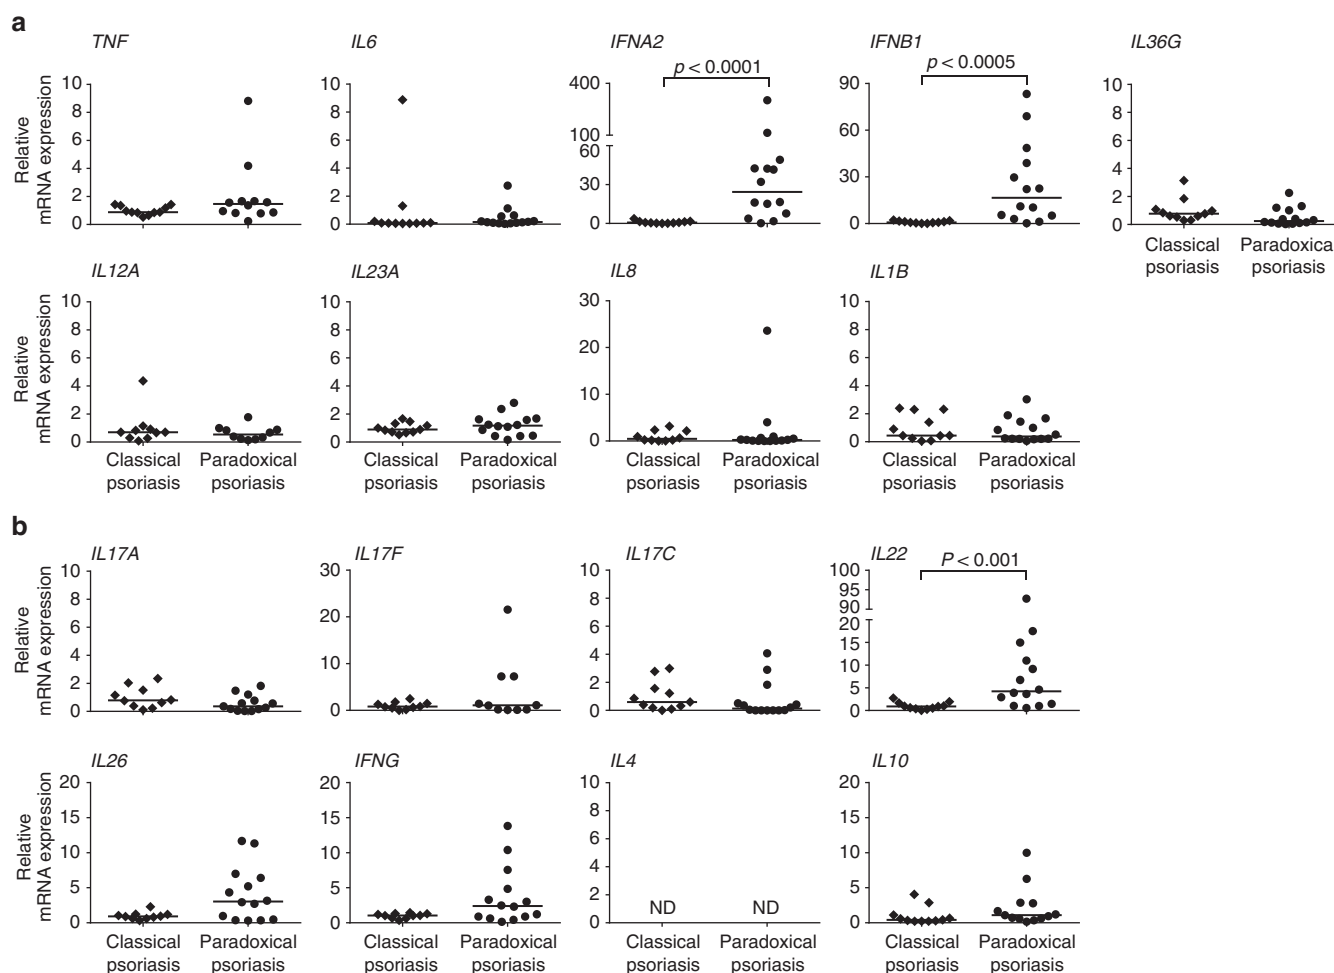 a
TNF IL6 IFNA2 IFNB1 IL36G
p < 0.0001 p < 0.0005
Relative
mRNA expression
10 8 6 4 2 0
10 8 6 4 2 0
400 100 60 30 0
90 60 30 0
10 8 6 4 2 0
Classical psoriasis Paradoxical psoriasis
IL12A IL23A IL8 IL1B
Relative
mRNA expression
10 8 6 4 2 0
10 8 6 4 2 0
30 20 10 0
10 8 6 4 2 0
Classical Paradoxical Classical Paradoxical Classical Paradoxical Classical Paradoxical
psoriasis psoriasis psoriasis psoriasis psoriasis psoriasis psoriasis psoriasis
b
IL17A IL17F IL17C IL22
P < 0.001
Relative
mRNA expression
10 8 6 4 2 0
30 20 10 0
10 8 6 4 2 0
100 95 90 20 15 10 5 0
IL26 IFNG IL4 IL10
Relative
mRNA expression
20 15 10 5 0
20 15 10 5 0
10 8 6 4 2 0
20 15 10 5 0
ND ND
Classical Paradoxical Classical Paradoxical Classical Paradoxical Classical Paradoxical
psoriasis psoriasis psoriasis psoriasis psoriasis psoriasis psoriasis psoriasis